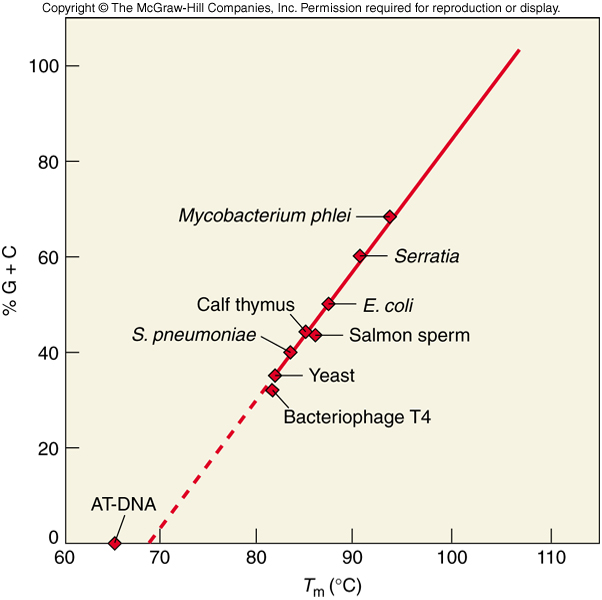 Copyright © The McGraw-Hill Companies, Inc. Permission required for reproduction or display.
100
80
Mycobacterium phlei
60
Serratia
% G + C
Calf thymus
E. coli
S. pneumoniae
Salmon sperm
40
Yeast
Bacteriophage T4
20
AT-DNA
0
60 70 80 90 100 110
Tm (°C)